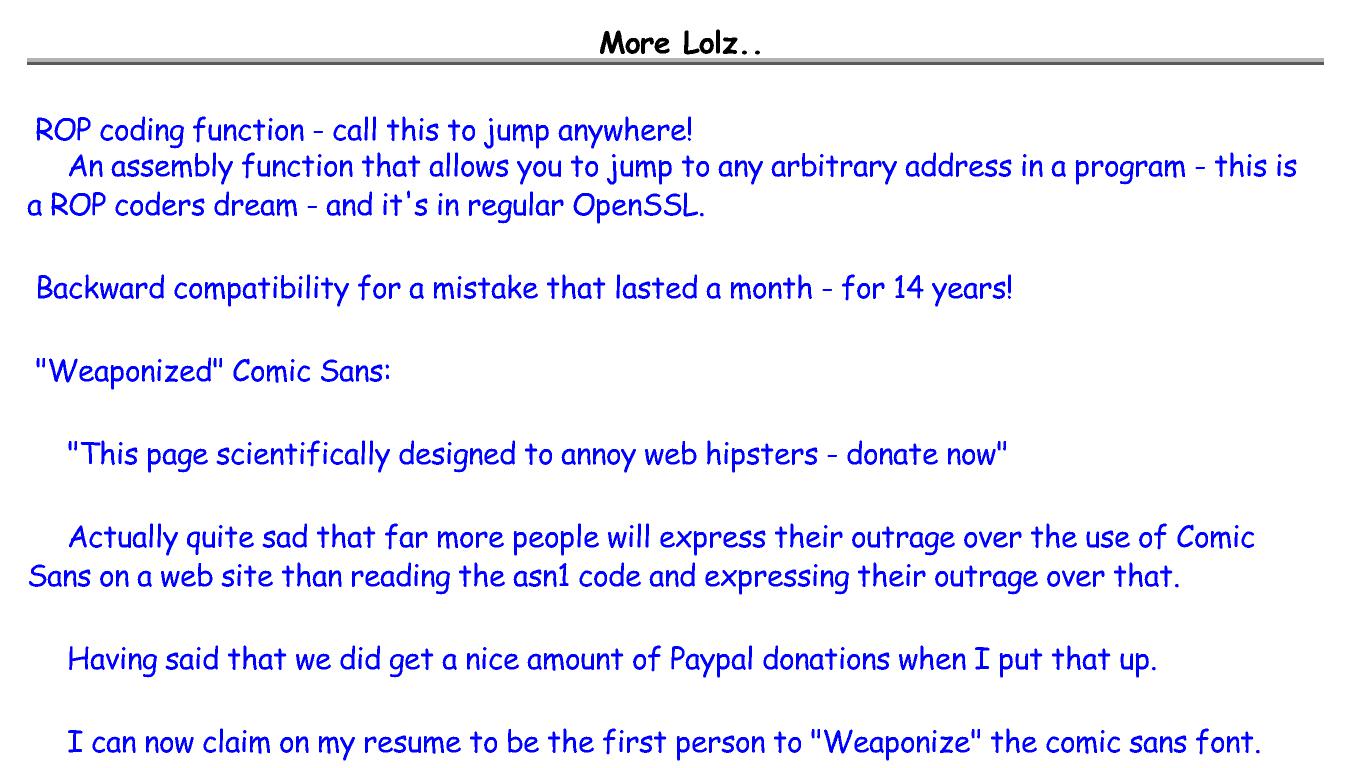 More Lolz..
ROP coding function - call this to jump anywhere!
An assembly function that allows you to jump to any arbitrary address in a program - this is
a ROP coders dream - and it's in regular OpenSSL.
Backward compatibility for a mistake that lasted a month - for 14 years!
"Weaponized" Comic Sans:
"This page scientifically designed to annoy web hipsters - donate now"
Actually quite sad that far more people will express their outrage over the use of Comic
Sans on a web site than reading the asn1 code and expressing their outrage over that.
Having said that we did get a nice amount of Paypal donations when I put that up.
I can now claim on my resume to be the first person to "Weaponize" the comic sans font.